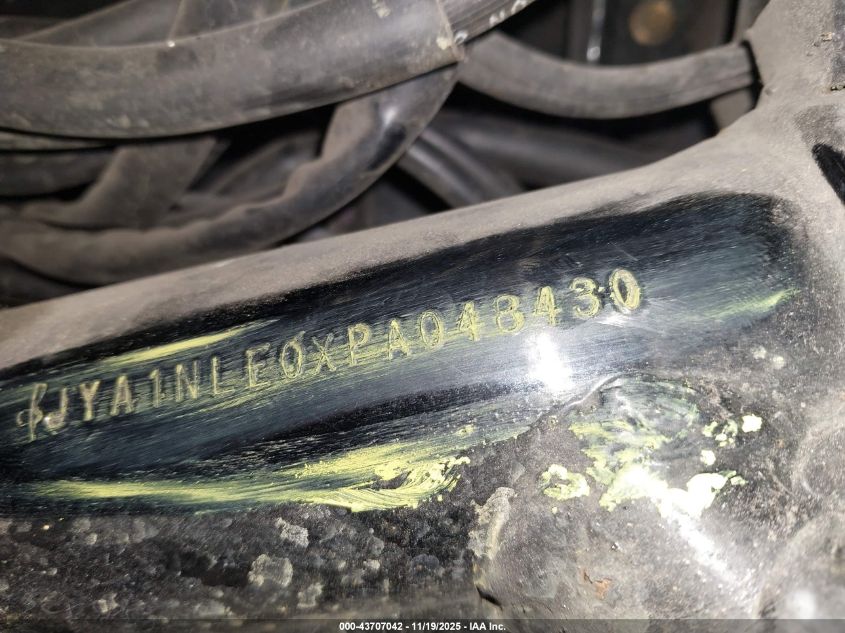 JYA1NLE0XPA048430
000-43707042 - 11/19/2025 - IAA Inc.